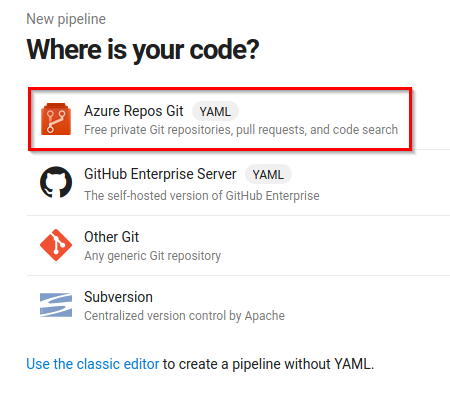 New pipeline
Where is your code?
Azure Repos Git YAML
Free private Git repositories, pull requests, and code search
GitHub Enterprise Server YAML
The self-hosted version of GitHub Enterprise
Other Git
Any generic Git repository
Subversion
Centralized version control by Apache
Use the classic editor to create a pipeline without YAML.